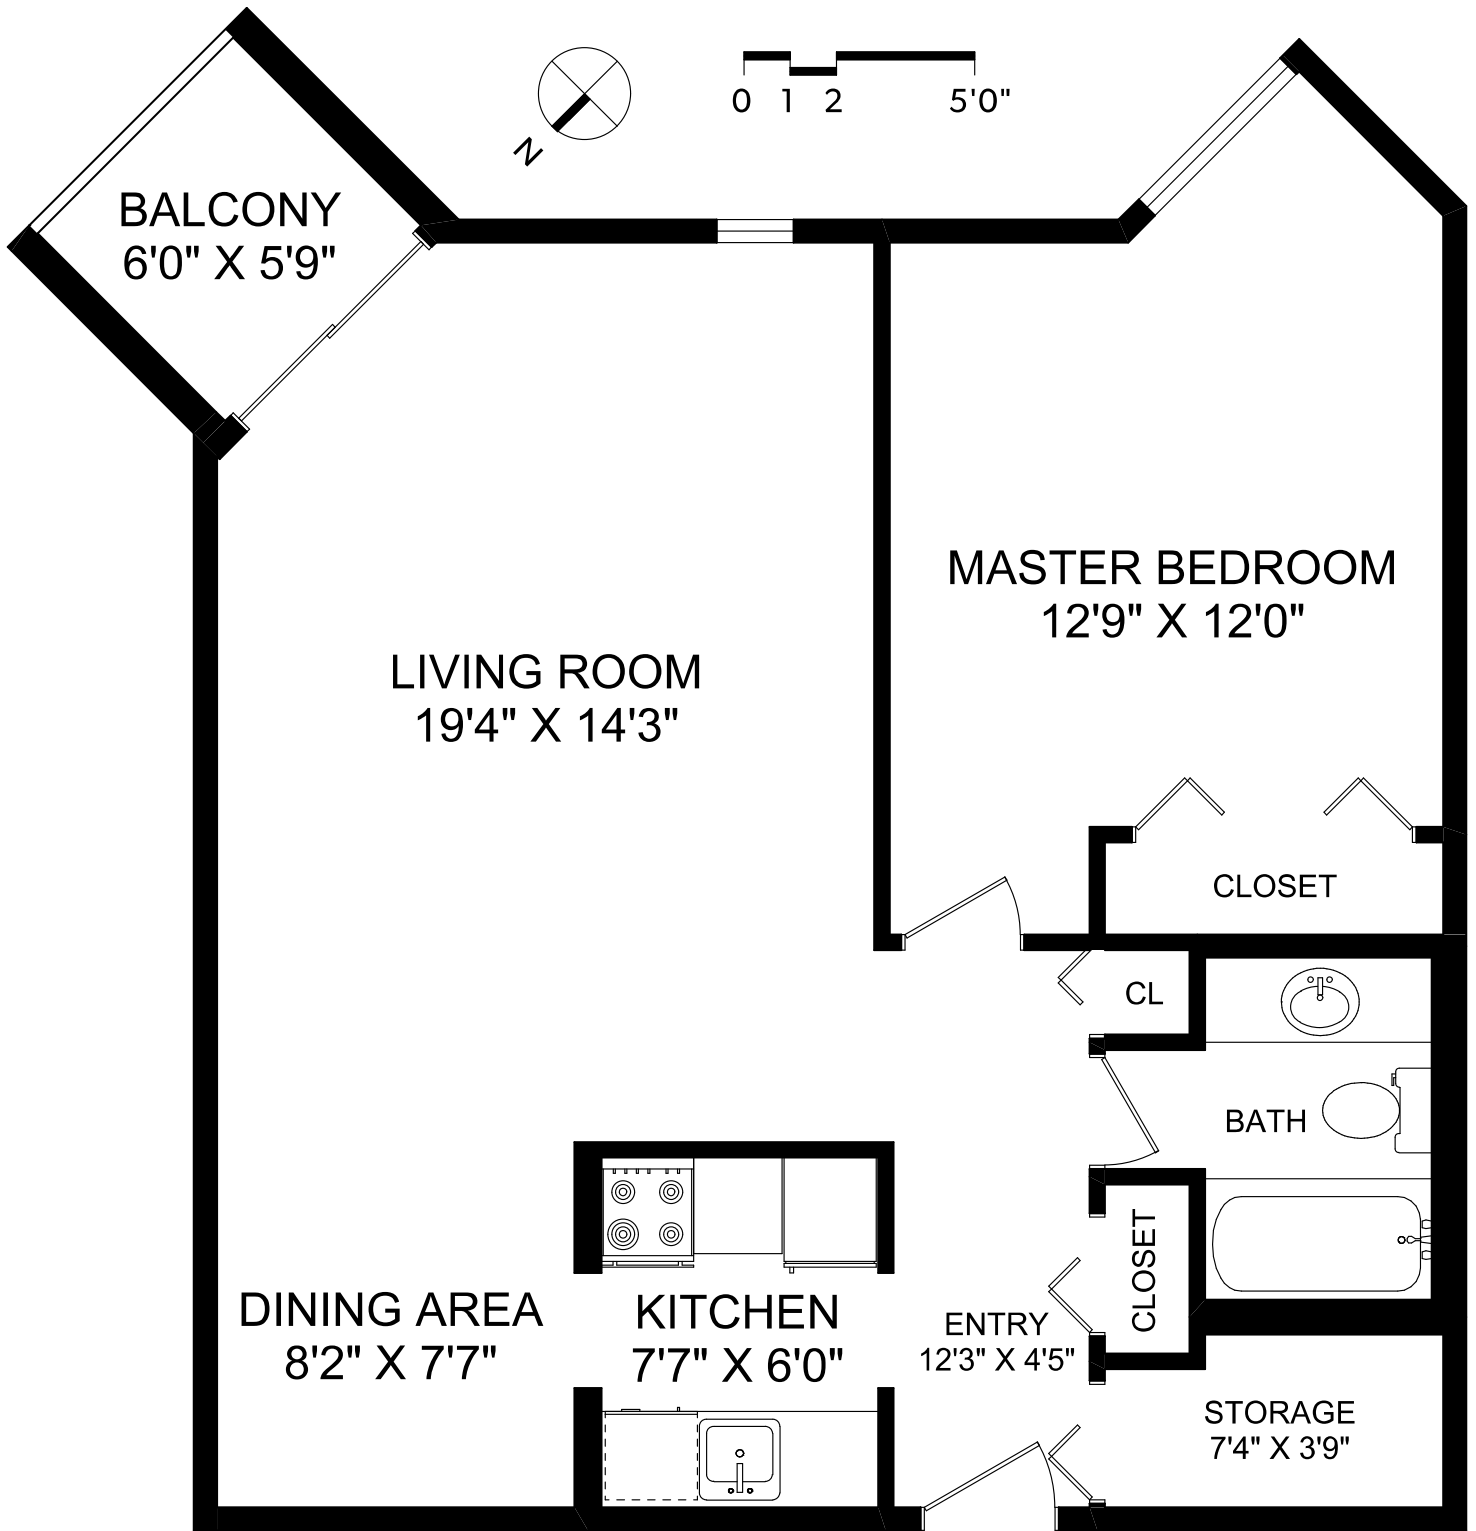 N
0 1 2 5'0"
BALCONY
6'0" X 5'9"
MASTER BEDROOM
12'9" X 12'0"
LIVING ROOM
19'4" X 14'3"
CLOSET
CL
BATH
CLOSET
DINING AREA
8'2" X 7'7"
KITCHEN
7'7" X 6'0"
ENTRY
12'3" X 4'5"
STORAGE
7'4" X 3'9"